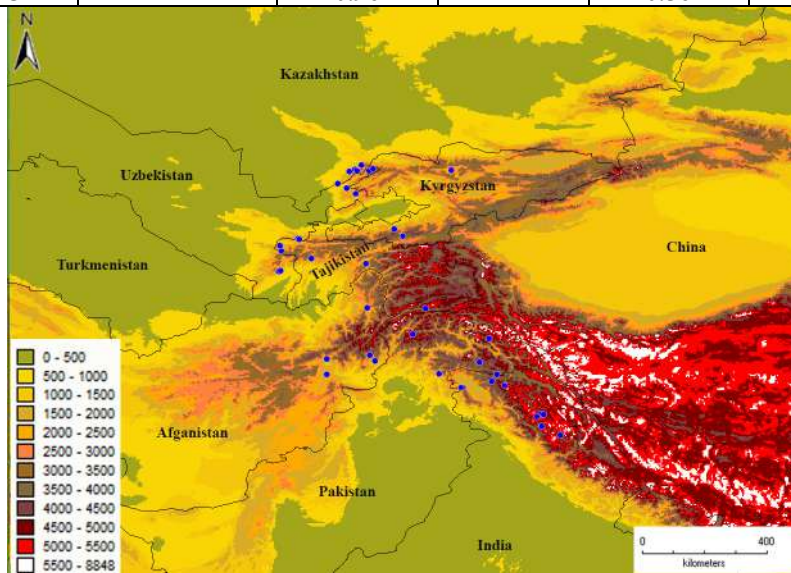 N
Kazakhstan
Uzbekistan
Kyrgyzstan
China
Tajikistan
Turkmenistan
0 - 500
500 - 1000
1000 - 1500
1500 - 2000
2000 - 2500
2500 - 3000
3000 - 3500
3500 - 4000
4000 - 4500
4500 - 5000
5000 - 5500
5500 - 8848
Afganistan
Pakistan
India
0 400
kilometers